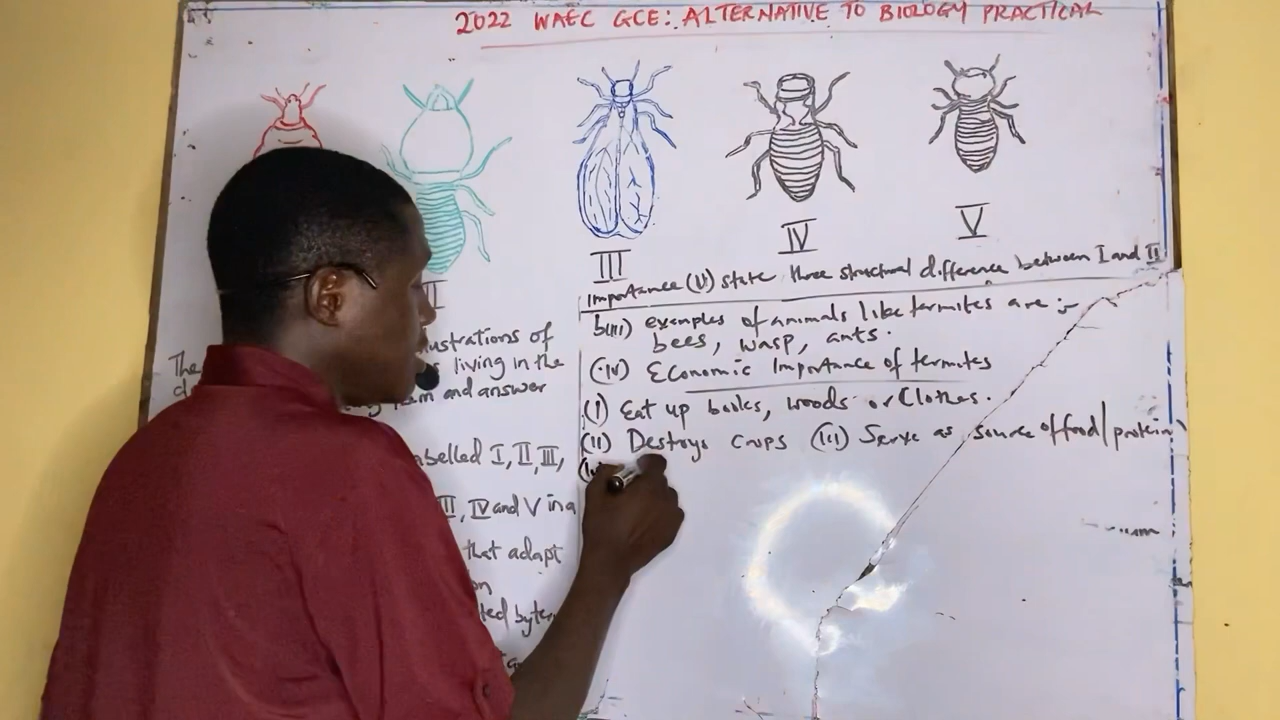 2022 WAEC GCE: ALTERNATIVE TO BIOLOGY PRACTICAL
III
IV
V
Importance (V) state three structural difference between I and II
b(iii) examples of animals like termites are :-
bees, wasp, ants.
(iv) Economic Importance of termites
(i) Eat up books, woods or Clothes.
(ii) Destroys crops (iii) Serve as source of food/protein
The
living in the
and answer
I, II, III,
II, IV and V in a
that adapt